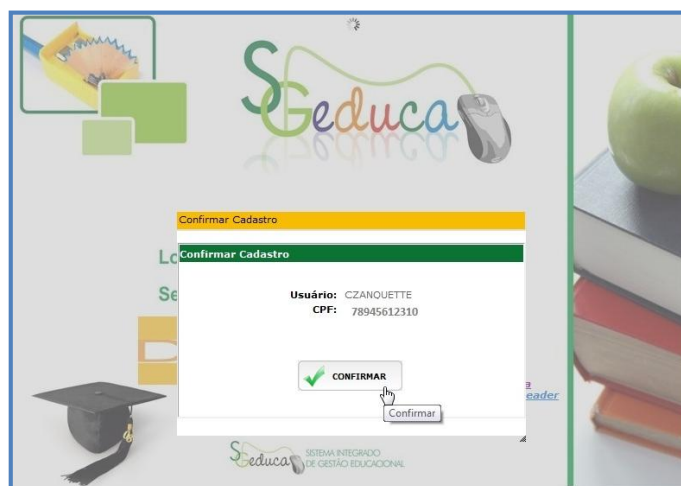 SGeduca
Confirmar Cadastro
Confirmar Cadastro
Lo
Se
Usuário: CZANQUETTE
CPF: 78945612310
CONFIRMAR
Confirmar
a
eader
SGeduca SISTEMA INTEGRADO
DE GESTÃO EDUCACIONAL